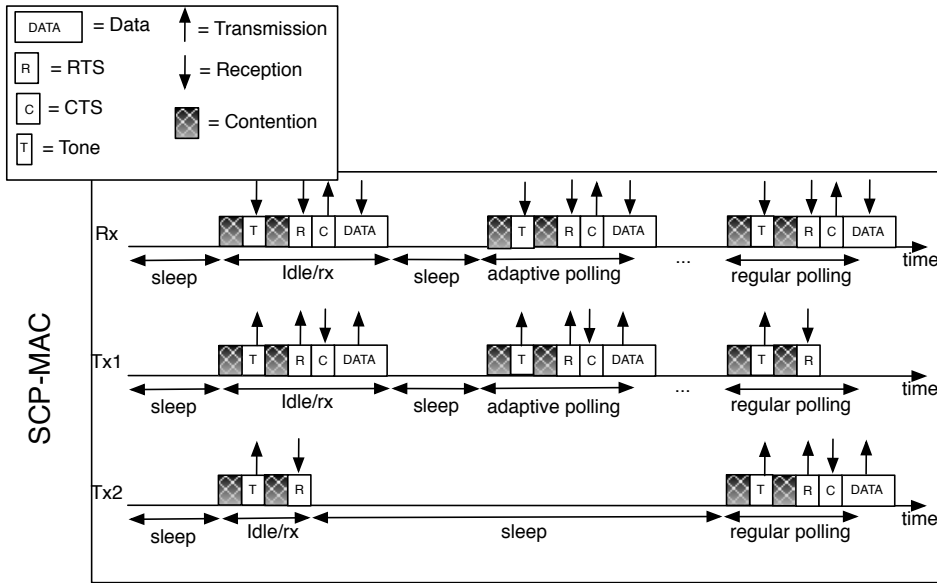 DATA = Data
= Transmission
R = RTS
= Reception
C = CTS
= Contention
T = Tone
SCP-MAC
Rx
T R C DATA
T R C DATA
T R C DATA
time
sleep
Idle/rx
sleep
adaptive polling
...
regular polling
Tx1
T R C DATA
T R C DATA
T R
time
sleep
Idle/rx
sleep
adaptive polling
...
regular polling
Tx2
T R
T R C DATA
time
sleep
Idle/rx
sleep
regular polling